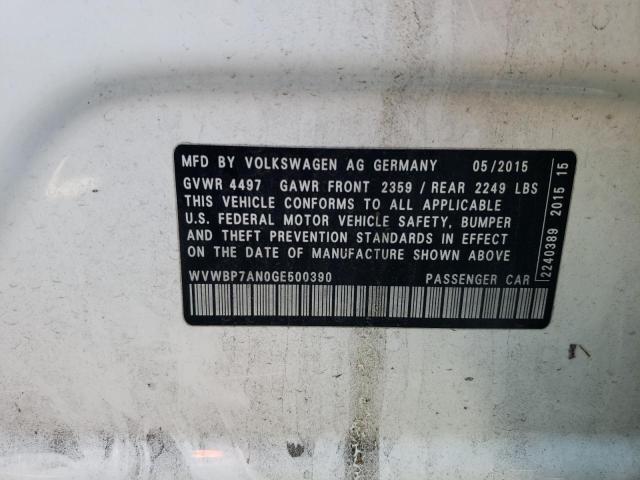 MFD BY VOLKSWAGEN AG GERMANY 05/2015
GVWR 4497 GAWR FRONT 2359 / REAR 2249 LBS
THIS VEHICLE CONFORMS TO ALL APPLICABLE
U.S. FEDERAL MOTOR VEHICLE SAFETY, BUMPER
AND THEFT PREVENTION STANDARDS IN EFFECT
ON THE DATE OF MANUFACTURE SHOWN ABOVE
WVWBP7AN0GE500390 PASSENGER CAR
2240389 2015 15